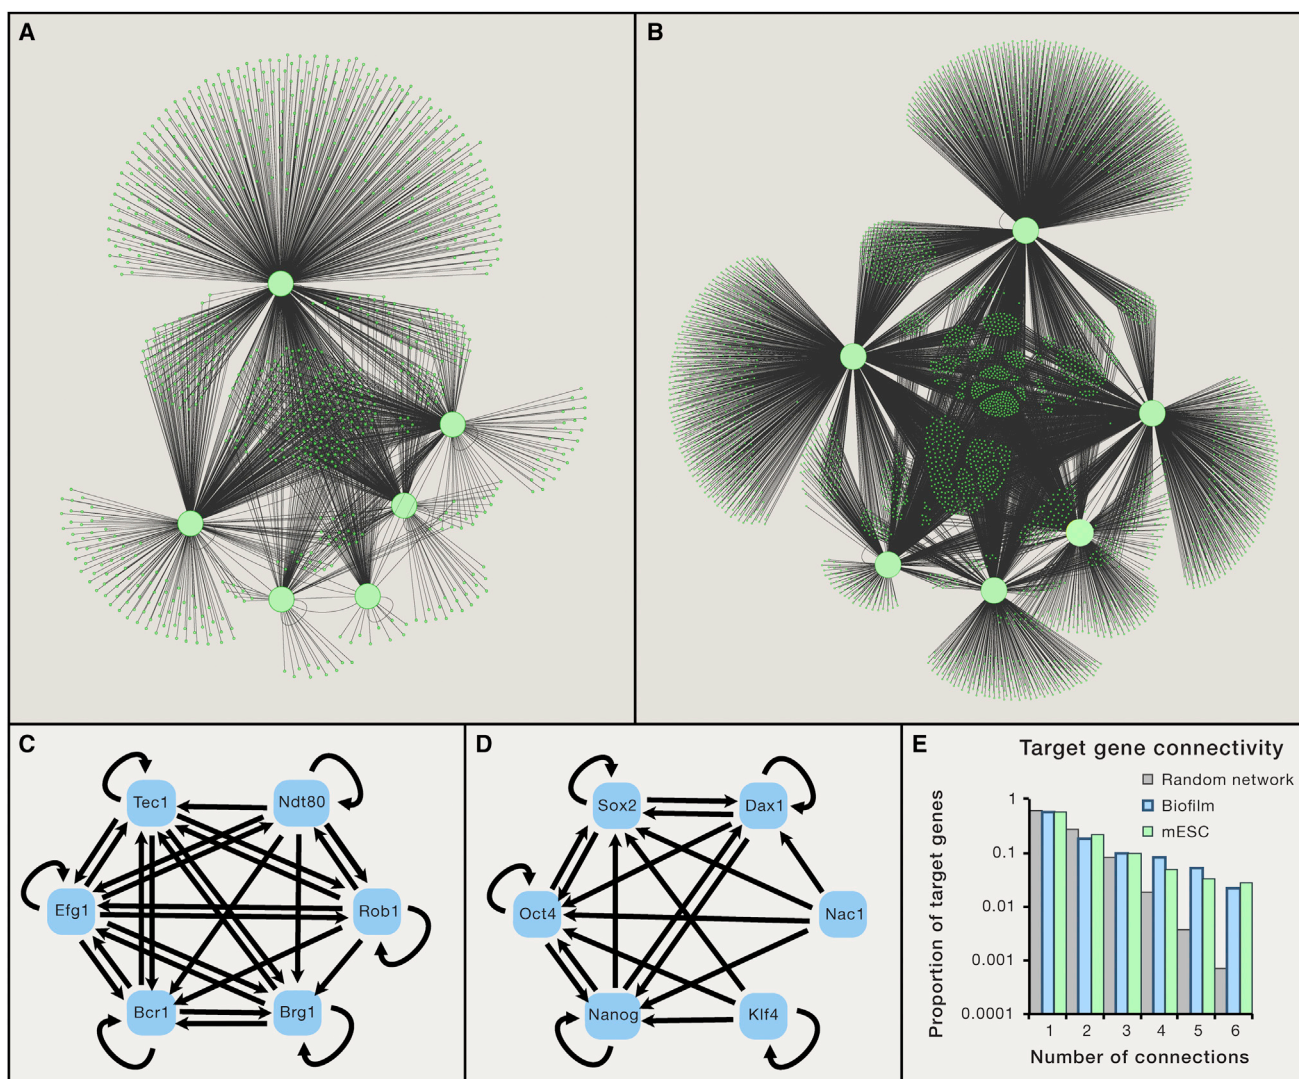 A
B
C
Tec1
Ndt80
Efg1
Rob1
Bcr1
Brg1
D
Sox2
Dax1
Oct4
Nac1
Nanog
Klf4
E
Target gene connectivity
Random network
Biofilm
mESC
Proportion of target genes
1
0.1
0.01
0.001
0.0001
1 2 3 4 5 6
Number of connections